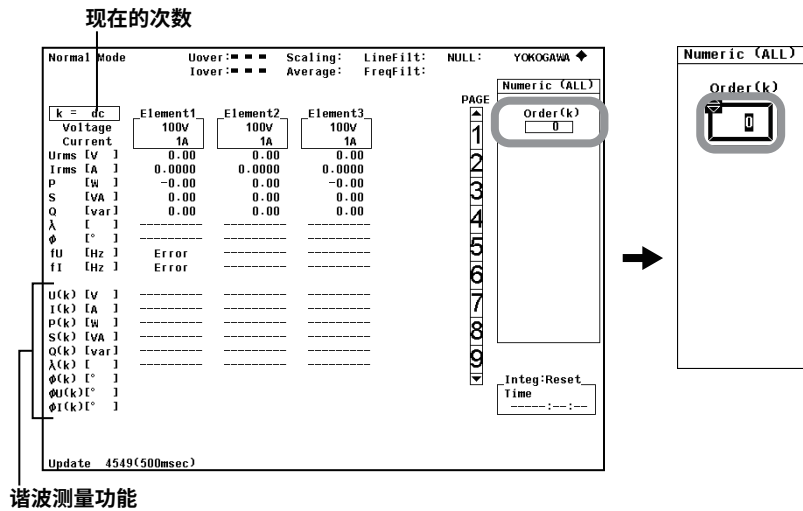 现在的次数
Normal Mode Uover:= = = Scaling: LineFilt: NULL: YOKOGAWA
Iover:= = = Average: FreqFilt:
k = dc Element1 Element2 Element3
Voltage 100V 100V 100V
Current 1A 1A 1A
Urms [V ] 0.00 0.00 0.00
Irms [A ] 0.0000 0.0000 0.0000
P [W ] -0.00 0.00 -0.00
S [VA ] 0.00 0.00 0.00
Q [var] 0.00 0.00 0.00
λ [ ] --------- --------- ---------
φ [° ] --------- --------- ---------
fU [Hz ] Error
fI [Hz ] Error
U(k) [V ] --------- --------- ---------
I(k) [A ] --------- --------- ---------
P(k) [W ] --------- --------- ---------
S(k) [VA ] --------- --------- ---------
Q(k) [var] --------- --------- ---------
λ(k) [ ] --------- --------- ---------
φ(k) [° ]
φU(k)[° ]
φI(k)[° ]
Update 4549(500msec)
PAGE
1
2
3
4
5
6
7
8
9
Numeric (ALL)
Order(k)
0
Integ:Reset
Time
-----:--:--
谐波测量功能
Numeric (ALL)
Order(k)
0